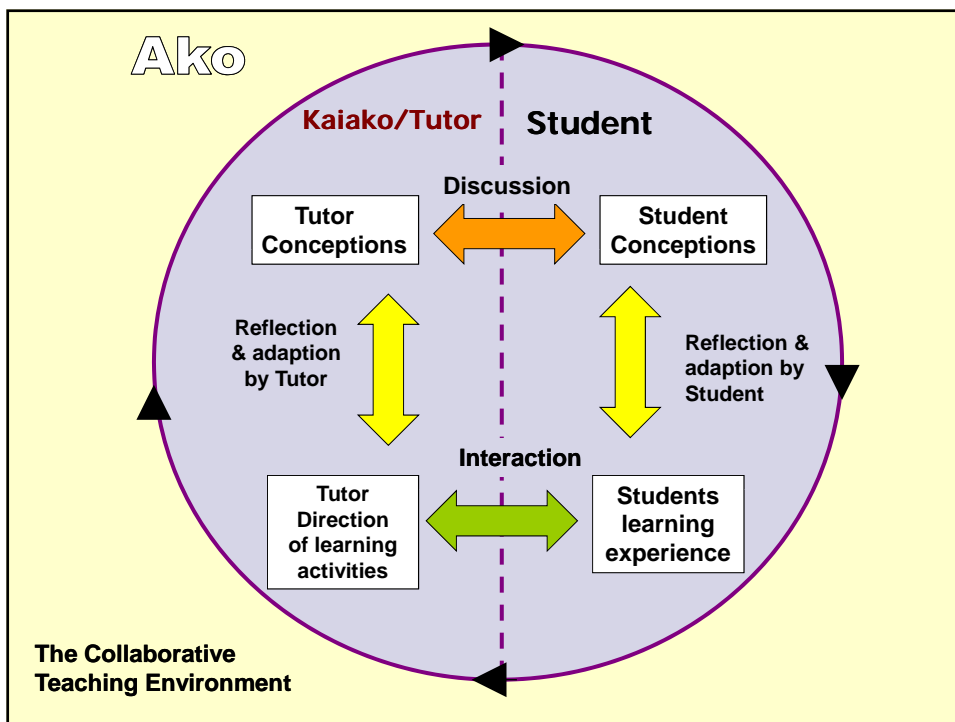 Ako
Kaiako/Tutor
Student
Discussion
Tutor
Conceptions
Student
Conceptions
Reflection
& adaption
by Tutor
Reflection &
adaption by
Student
Interaction
Tutor
Direction
of learning
activities
Students
learning
experience
The Collaborative
Teaching Environment